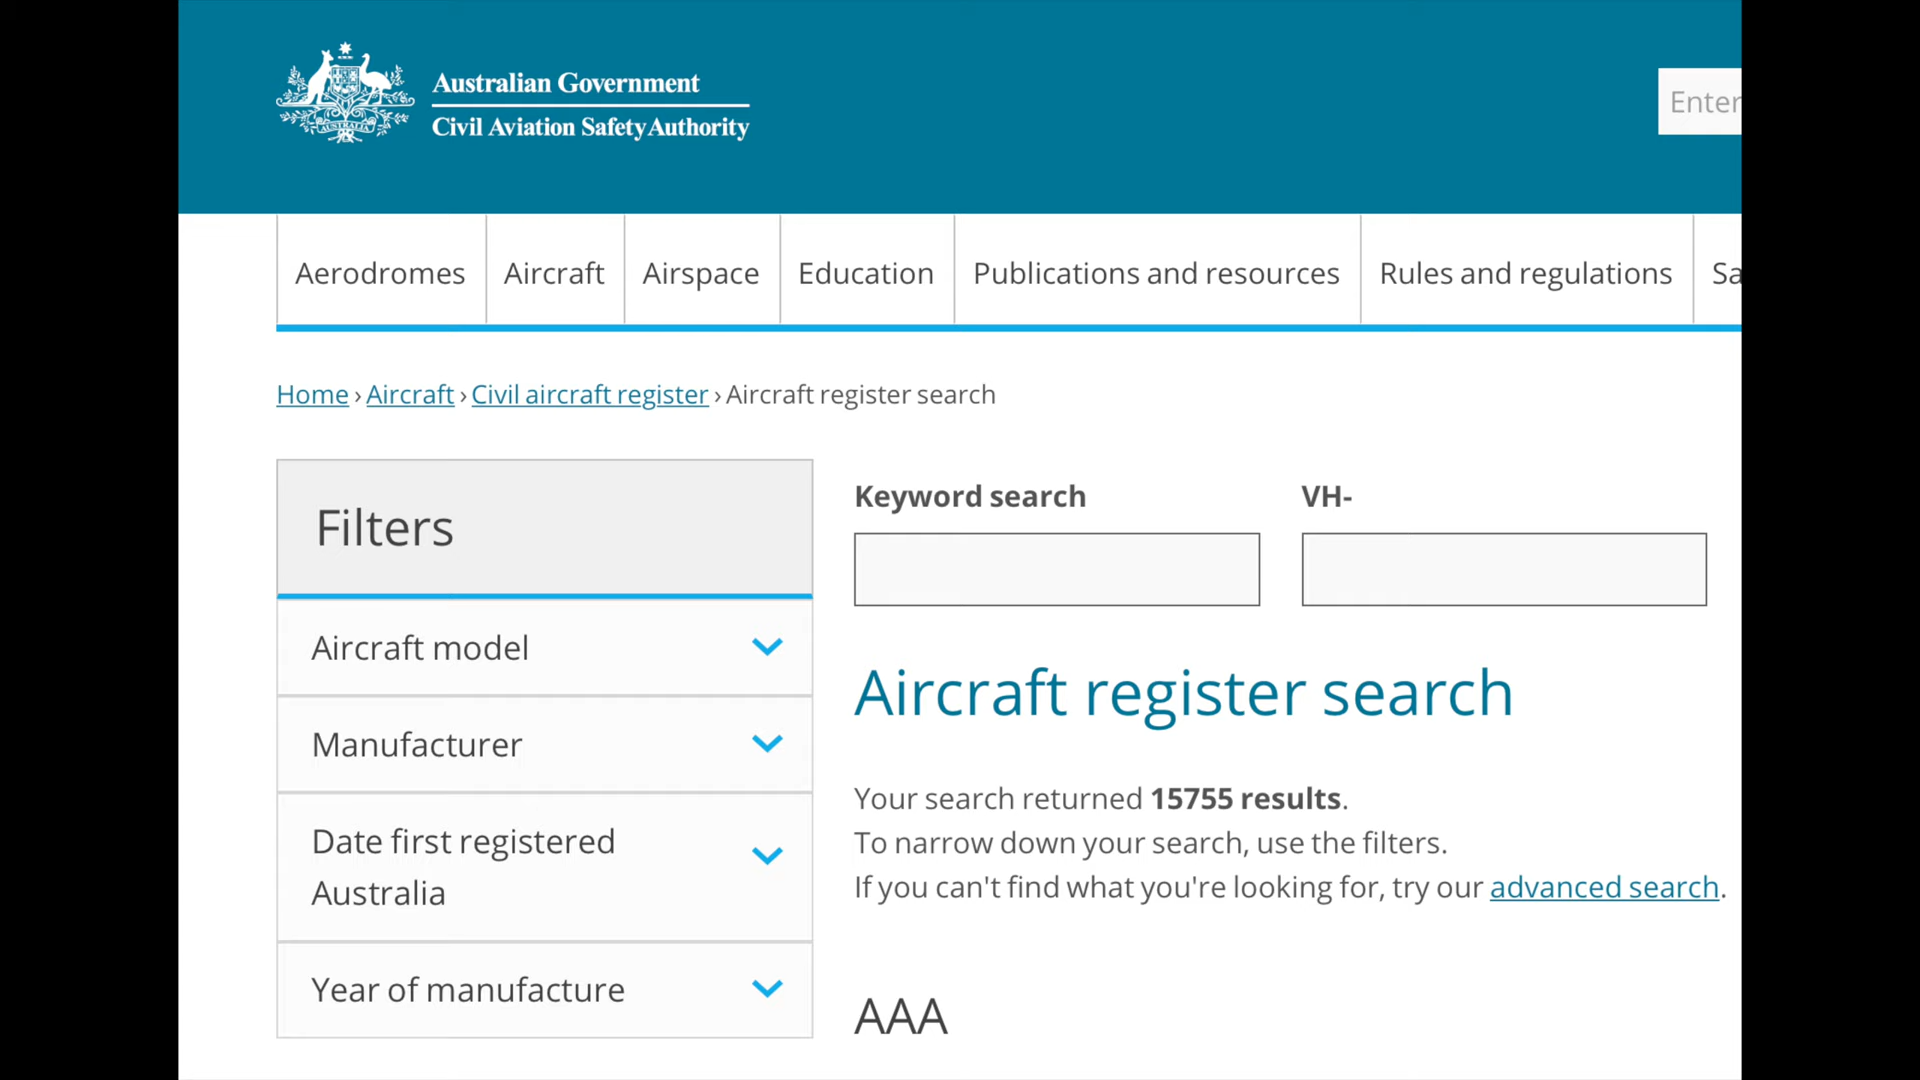 Australian Government
Civil Aviation Safety Authority
AUSTRALIA
Enter
Aerodromes
Aircraft
Airspace
Education
Publications and resources
Rules and regulations
Sa
Home › Aircraft › Civil aircraft register › Aircraft register search
Filters
Aircraft model
Manufacturer
Date first registered
Australia
Year of manufacture
Keyword search
VH-
Aircraft register search
Your search returned 15755 results.
To narrow down your search, use the filters.
If you can't find what you're looking for, try our advanced search.
AAA